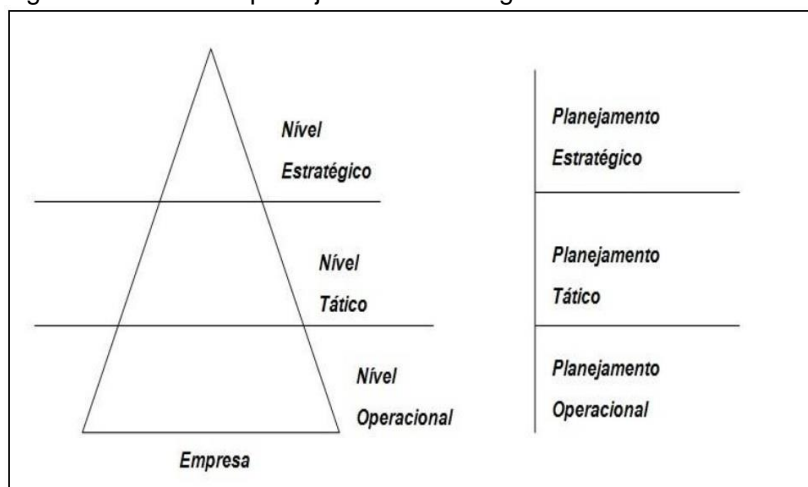 Nível
Estratégico
Nível
Tático
Nível
Operacional
Empresa
Planejamento
Estratégico
Planejamento
Tático
Planejamento
Operacional